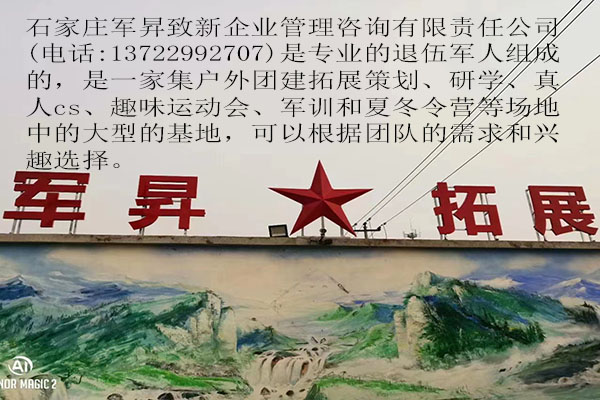 石家庄军昇致新企业管理咨询有限责任公司
(电话:13722992707)是专业的退伍军人组成
的，是一家集户外团建拓展策划、研学、真
人cs、趣味运动会、军训和夏冬令营等场地
中的大型的基地，可以根据团队的需求和兴
趣选择。
军昇★拓展
AI
NOR MAGIC 2